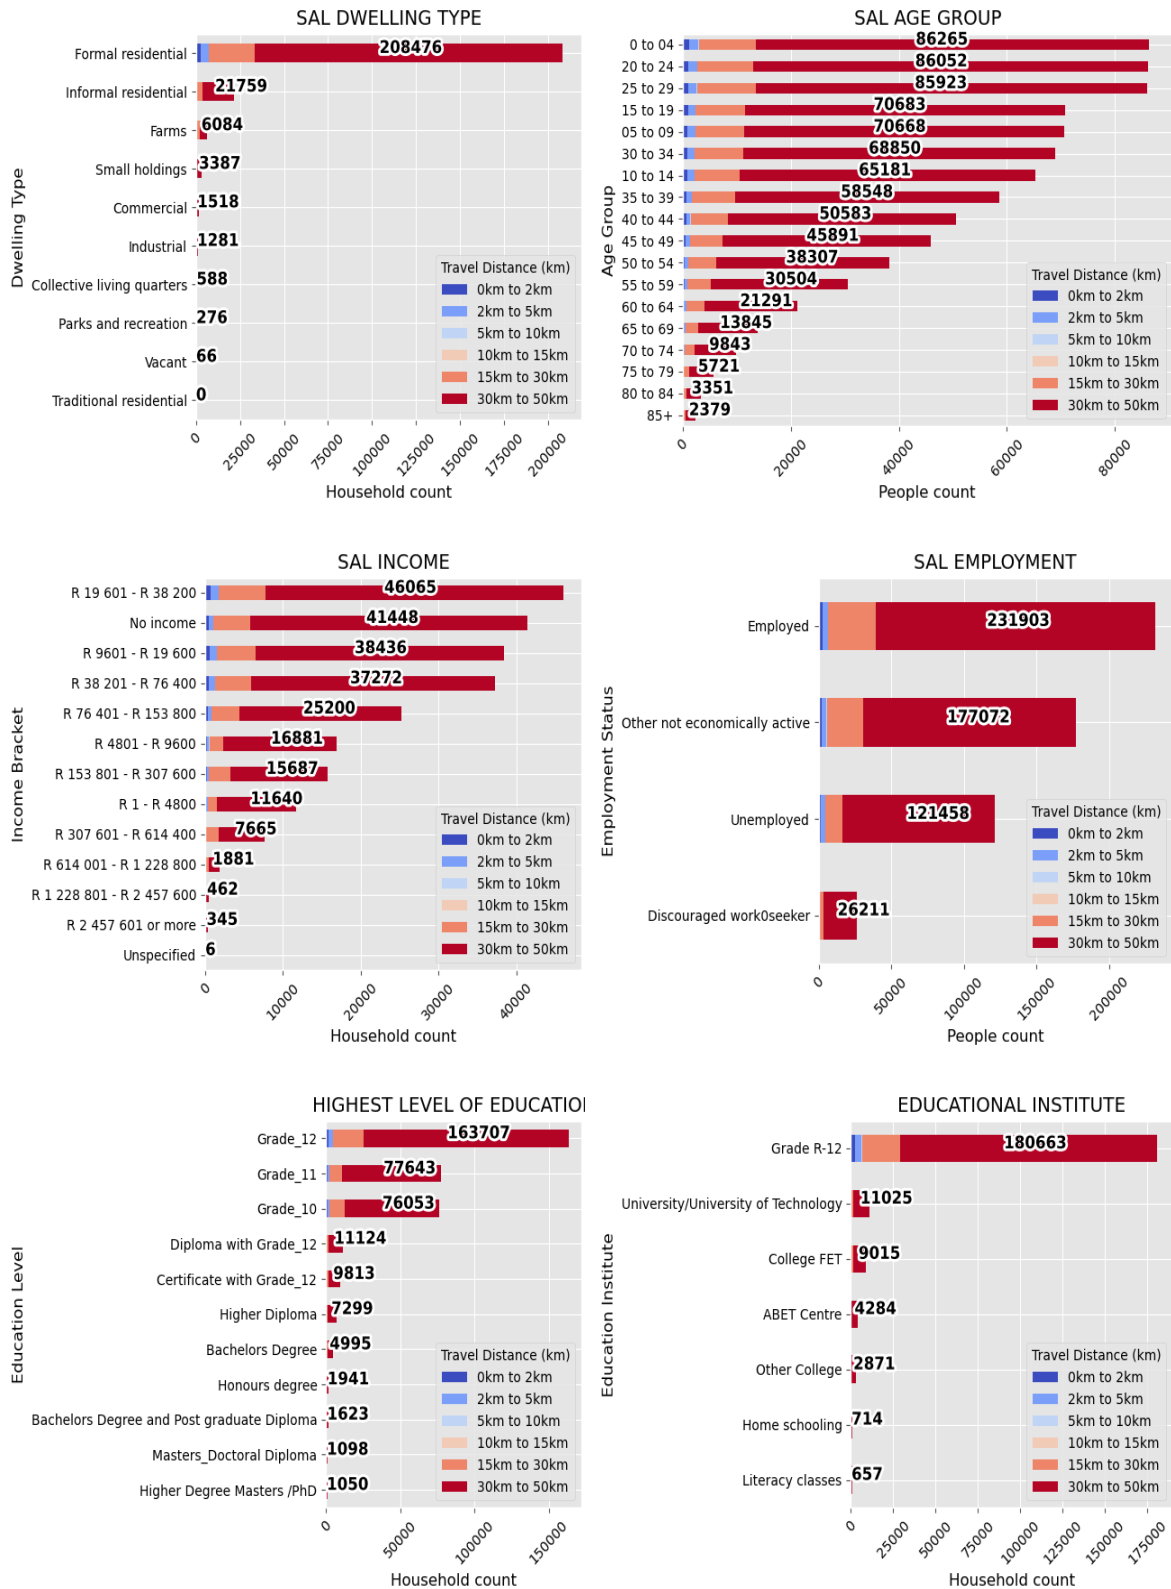 SAL DWELLING TYPE
Dwelling Type
Formal residential 208476
Informal residential 21759
Farms 6084
Small holdings 3387
Commercial 1518
Industrial 1281
Collective living quarters 588
Parks and recreation 276
Vacant 66
Traditional residential 0
Travel Distance (km)
0km to 2km
2km to 5km
5km to 10km
10km to 15km
15km to 30km
30km to 50km
0 25000 50000 75000 100000 125000 150000 175000 200000
Household count
SAL AGE GROUP
Age Group
0 to 04 86265
20 to 24 86052
25 to 29 85923
15 to 19 70683
05 to 09 70668
30 to 34 68850
10 to 14 65181
35 to 39 58548
40 to 44 50583
45 to 49 45891
50 to 54 38307
55 to 59 30504
60 to 64 21291
65 to 69 13845
70 to 74 9843
75 to 79 5721
80 to 84 3351
85+ 2379
Travel Distance (km)
0km to 2km
2km to 5km
5km to 10km
10km to 15km
15km to 30km
30km to 50km
0 20000 40000 60000 80000
People count
SAL INCOME
Income Bracket
R 19 601 - R 38 200 46065
No income 41448
R 9601 - R 19 600 38436
R 38 201 - R 76 400 37272
R 76 401 - R 153 800 25200
R 4801 - R 9600 16881
R 153 801 - R 307 600 15687
R 1 - R 4800 11640
R 307 601 - R 614 400 7665
R 614 001 - R 1 228 800 1881
R 1 228 801 - R 2 457 600 462
R 2 457 601 or more 345
Unspecified 6
Travel Distance (km)
0km to 2km
2km to 5km
5km to 10km
10km to 15km
15km to 30km
30km to 50km
0 10000 20000 30000 40000
Household count
SAL EMPLOYMENT
Employment Status
Employed 231903
Other not economically active 177072
Unemployed 121458
Discouraged work0seeker 26211
Travel Distance (km)
0km to 2km
2km to 5km
5km to 10km
10km to 15km
15km to 30km
30km to 50km
0 50000 100000 150000 200000
People count
HIGHEST LEVEL OF EDUCATIO
Education Level
Grade_12 163707
Grade_11 77643
Grade_10 76053
Diploma with Grade_12 11124
Certificate with Grade_12 9813
Higher Diploma 7299
Bachelors Degree 4995
Honours degree 1941
Bachelors Degree and Post graduate Diploma 1623
Masters_Doctoral Diploma 1098
Higher Degree Masters /PhD 1050
Travel Distance (km)
0km to 2km
2km to 5km
5km to 10km
10km to 15km
15km to 30km
30km to 50km
0 50000 100000 150000
Household count
EDUCATIONAL INSTITUTE
Education Institute
Grade R-12 180663
University/University of Technology 11025
College FET 9015
ABET Centre 4284
Other College 2871
Home schooling 714
Literacy classes 657
Travel Distance (km)
0km to 2km
2km to 5km
5km to 10km
10km to 15km
15km to 30km
30km to 50km
0 25000 50000 75000 100000 125000 150000 175000
Household count